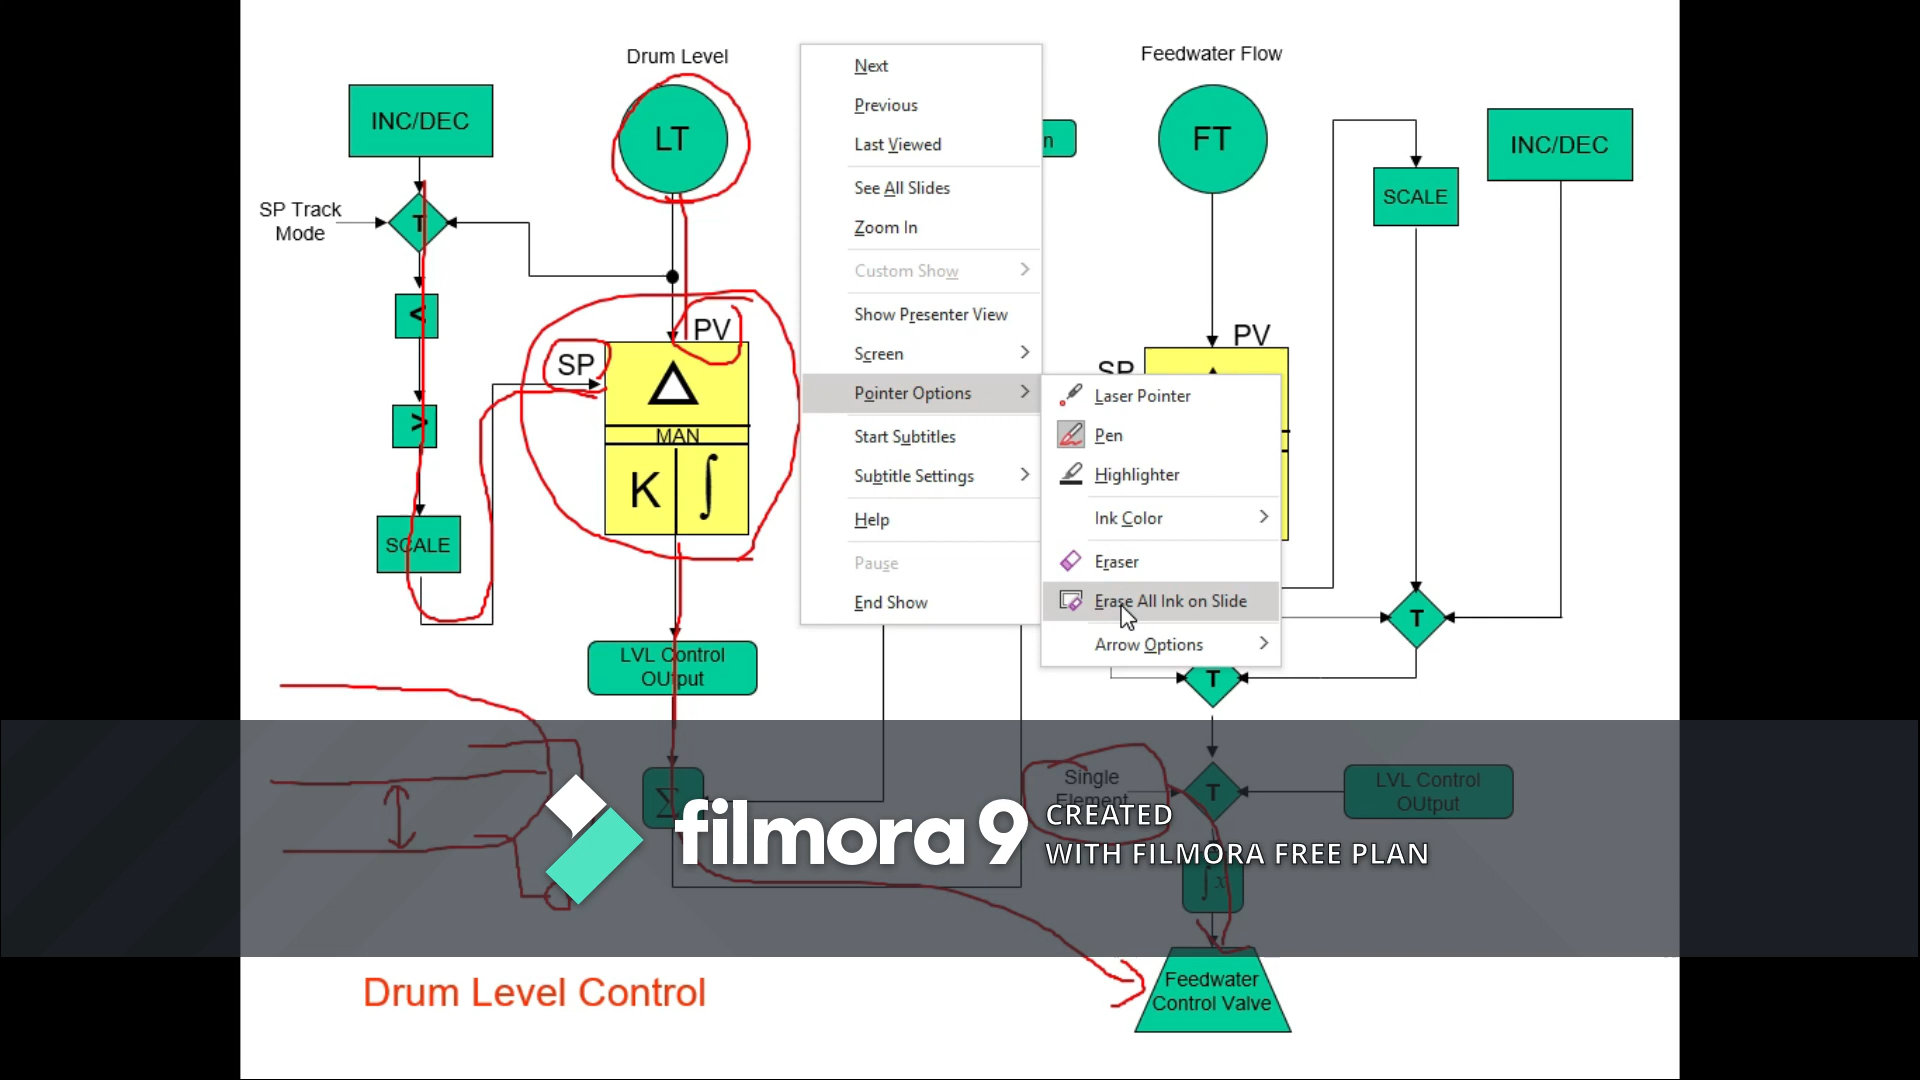 Drum Level
Feedwater Flow
INC/DEC
LT
n
FT
INC/DEC
SCALE
SP Track
Mode
T
<
>
SCALE
SP
PV
MAN
K ∫
PV
SP
Next
Previous
Last Viewed
See All Slides
Zoom In
Custom Show
Show Presenter View
Screen
Pointer Options
Start Subtitles
Subtitle Settings
Help
Pause
End Show
Laser Pointer
Pen
Highlighter
Ink Color
Eraser
Erase All Ink on Slide
Arrow Options
T
T
LVL Control
OUtput
Σ
Single
Element
T
LVL Control
OUtput
∫ x
filmora 9
CREATED
WITH FILMORA FREE PLAN
Feedwater
Control Valve
Drum Level Control